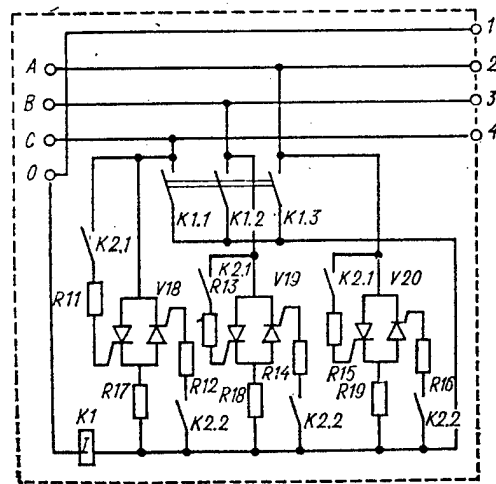 1
A 2
B 3
C 4
0
K1.1 K1.2 K1.3
K2.1 K2.1 V19 K2.1 V20
R11 V18 R13
R12 R14 R15 R16
R17 R18 R19
K2.2 K2.2 K2.2
K1 I